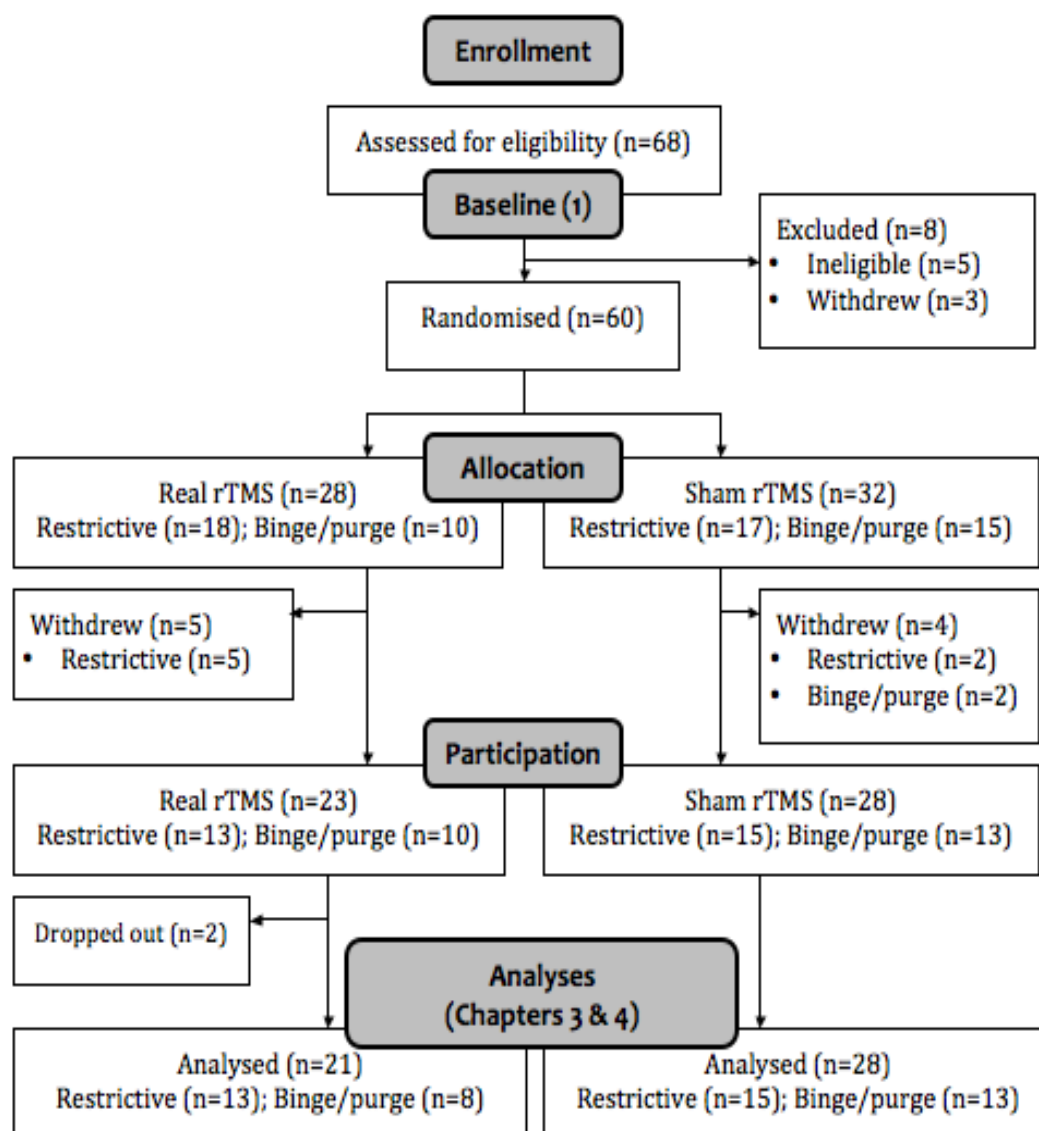 Enrollment
Assessed for eligibility (n=68)
Baseline (1)
Excluded (n=8)
• Ineligible (n=5)
• Withdrew (n=3)
Randomised (n=60)
Allocation
Real rTMS (n=28)
Restrictive (n=18); Binge/purge (n=10)
Sham rTMS (n=32)
Restrictive (n=17); Binge/purge (n=15)
Withdrew (n=5)
• Restrictive (n=5)
Withdrew (n=4)
• Restrictive (n=2)
• Binge/purge (n=2)
Participation
Real rTMS (n=23)
Restrictive (n=13); Binge/purge (n=10)
Sham rTMS (n=28)
Restrictive (n=15); Binge/purge (n=13)
Dropped out (n=2)
Analyses
(Chapters 3 & 4)
Analysed (n=21)
Restrictive (n=13); Binge/purge (n=8)
Analysed (n=28)
Restrictive (n=15); Binge/purge (n=13)